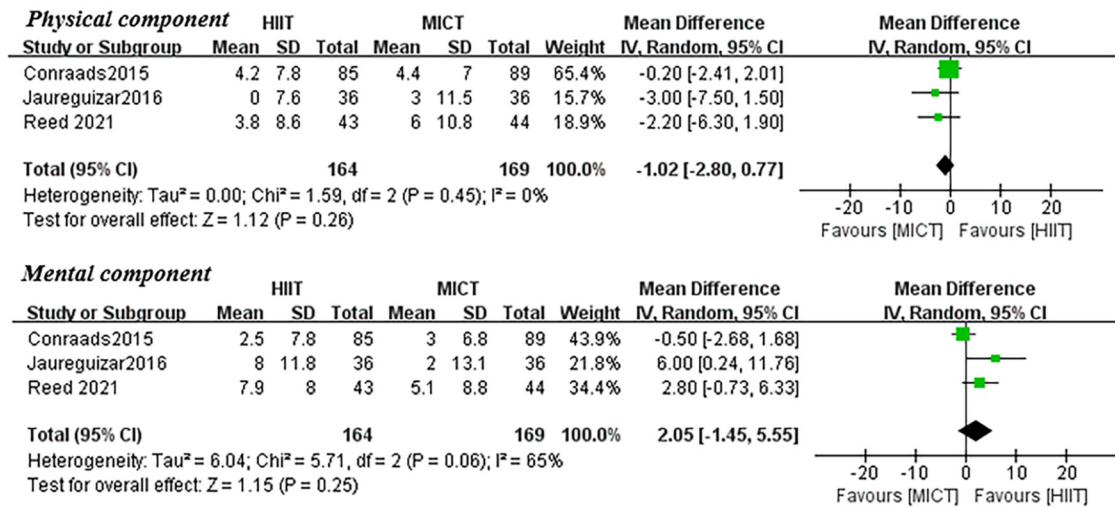 Physical component
HIIT MICT Mean Difference Mean Difference
Study or Subgroup Mean SD Total Mean SD Total Weight IV, Random, 95% CI IV, Random, 95% CI
Conraads2015 4.2 7.8 85 4.4 7 89 65.4% -0.20 [-2.41, 2.01]
Jaureguizar2016 0 7.6 36 3 11.5 36 15.7% -3.00 [-7.50, 1.50]
Reed 2021 3.8 8.6 43 6 10.8 44 18.9% -2.20 [-6.30, 1.90]
Total (95% CI) 164 169 100.0% -1.02 [-2.80, 0.77]
Heterogeneity: Tau² = 0.00; Chi² = 1.59, df = 2 (P = 0.45); I² = 0%
Test for overall effect: Z = 1.12 (P = 0.26)
-20 -10 0 10 20
Favours [MICT] Favours [HIIT]
Mental component
HIIT MICT Mean Difference Mean Difference
Study or Subgroup Mean SD Total Mean SD Total Weight IV, Random, 95% CI IV, Random, 95% CI
Conraads2015 2.5 7.8 85 3 6.8 89 43.9% -0.50 [-2.68, 1.68]
Jaureguizar2016 8 11.8 36 2 13.1 36 21.8% 6.00 [0.24, 11.76]
Reed 2021 7.9 8 43 5.1 8.8 44 34.4% 2.80 [-0.73, 6.33]
Total (95% CI) 164 169 100.0% 2.05 [-1.45, 5.55]
Heterogeneity: Tau² = 6.04; Chi² = 5.71, df = 2 (P = 0.06); I² = 65%
Test for overall effect: Z = 1.15 (P = 0.25)
-20 -10 0 10 20
Favours [MICT] Favours [HIIT]